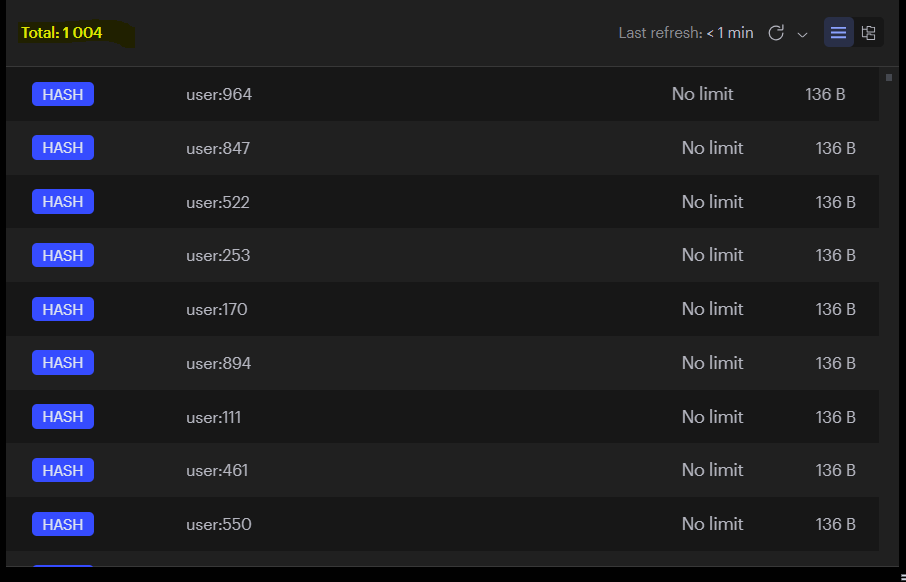 Total: 1 004 Last refresh: < 1 min
HASH user:964 No limit 136 B
HASH user:847 No limit 136 B
HASH user:522 No limit 136 B
HASH user:253 No limit 136 B
HASH user:170 No limit 136 B
HASH user:894 No limit 136 B
HASH user:111 No limit 136 B
HASH user:461 No limit 136 B
HASH user:550 No limit 136 B